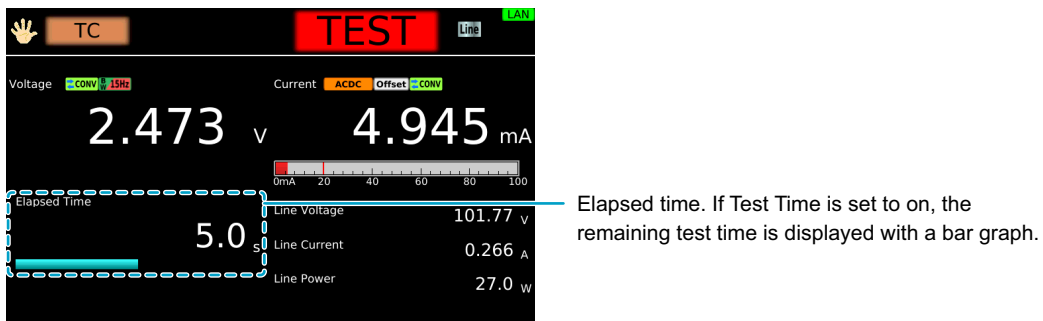 TC
TEST
Line
LAN
Voltage CONV BW 15Hz
Current ACDC Offset CONV
2.473 V
4.945 mA
0mA 20 40 60 80 100
Elapsed Time
5.0 s
Line Voltage 101.77 V
Line Current 0.266 A
Line Power 27.0 W
Elapsed time. If Test Time is set to on, the
remaining test time is displayed with a bar graph.